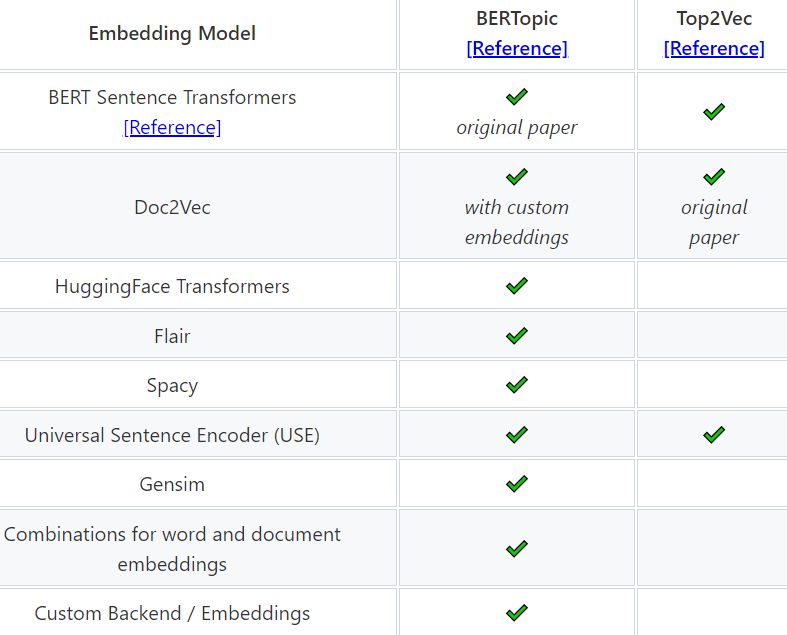 Embedding Model
BERTopic
[Reference]
Top2Vec
[Reference]
BERT Sentence Transformers
[Reference]
✔
original paper
✔
Doc2Vec
✔
with custom
embeddings
✔
original
paper
HuggingFace Transformers
✔
Flair
✔
Spacy
✔
Universal Sentence Encoder (USE)
✔
✔
Gensim
✔
Combinations for word and document
embeddings
✔
Custom Backend / Embeddings
✔